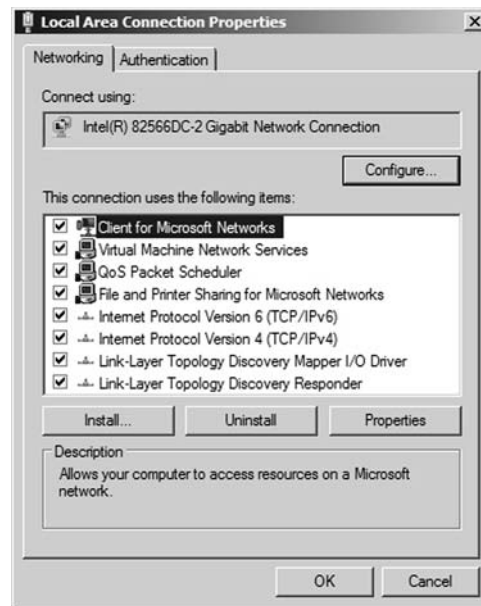 Local Area Connection Properties
Networking
Authentication
Connect using:
Intel(R) 82566DC-2 Gigabit Network Connection
Configure...
This connection uses the following items:
Client for Microsoft Networks
Virtual Machine Network Services
QoS Packet Scheduler
File and Printer Sharing for Microsoft Networks
Internet Protocol Version 6 (TCP/IPv6)
Internet Protocol Version 4 (TCP/IPv4)
Link-Layer Topology Discovery Mapper I/O Driver
Link-Layer Topology Discovery Responder
Install...
Uninstall
Properties
Description
Allows your computer to access resources on a Microsoft
network.
OK
Cancel